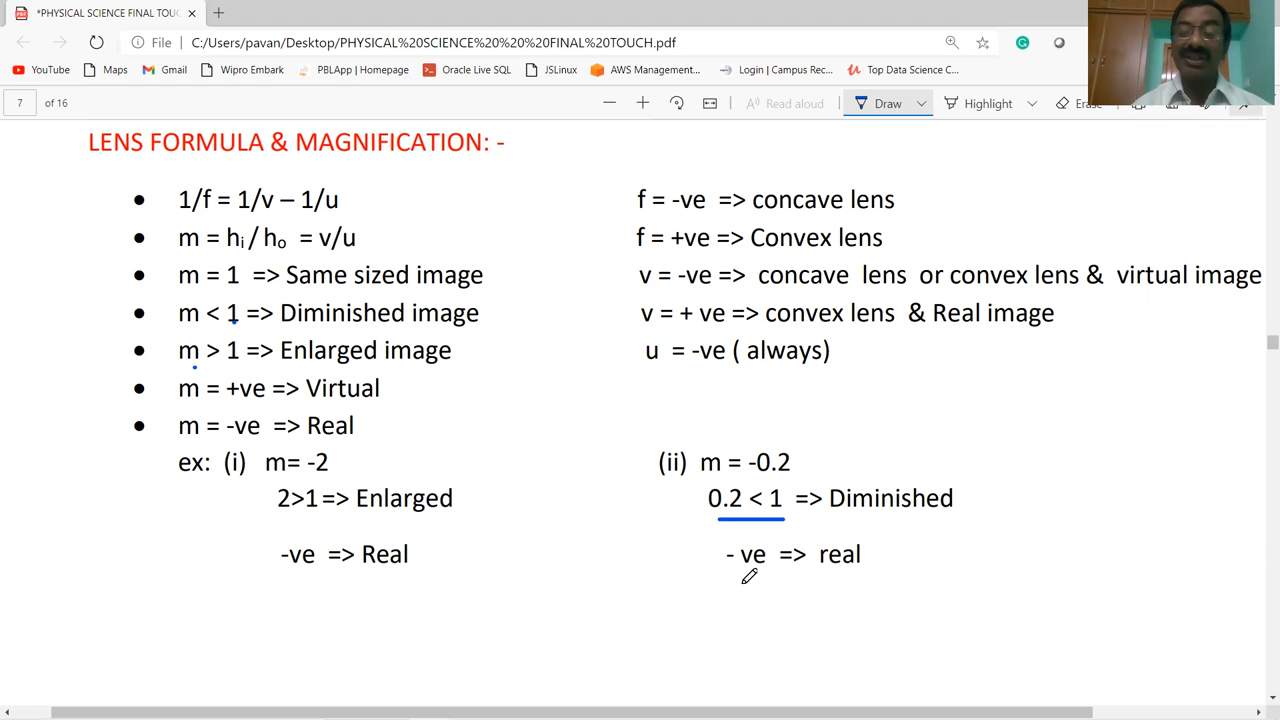 *PHYSICAL SCIENCE FINAL TOUC
File C:/Users/pavan/Desktop/PHYSICAL%20SCIENCE%20%20%20FINAL%20TOUCH.pdf
YouTube Maps Gmail Wipro Embark PBLApp | Homepage Oracle Live SQL JSLinux AWS Management... Login | Campus Rec... Top Data Science C...
7 of 16 Read aloud Draw Highlight Erase
LENS FORMULA & MAGNIFICATION: -
• 1/f = 1/v – 1/u f = -ve => concave lens
• m = hᵢ / hₒ = v/u f = +ve => Convex lens
• m = 1 => Same sized image v = -ve => concave lens or convex lens & virtual image
• m < 1 => Diminished image v = + ve => convex lens & Real image
• m > 1 => Enlarged image u = -ve ( always)
• m = +ve => Virtual
• m = -ve => Real
ex: (i) m= -2 (ii) m = -0.2
2>1 => Enlarged 0.2 < 1 => Diminished
-ve => Real - ve => real